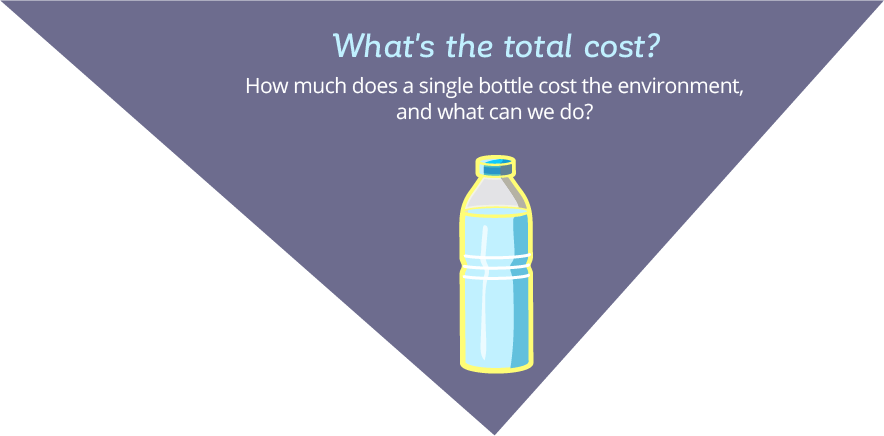 What's the total cost?
How much does a single bottle cost the environment,
and what can we do?